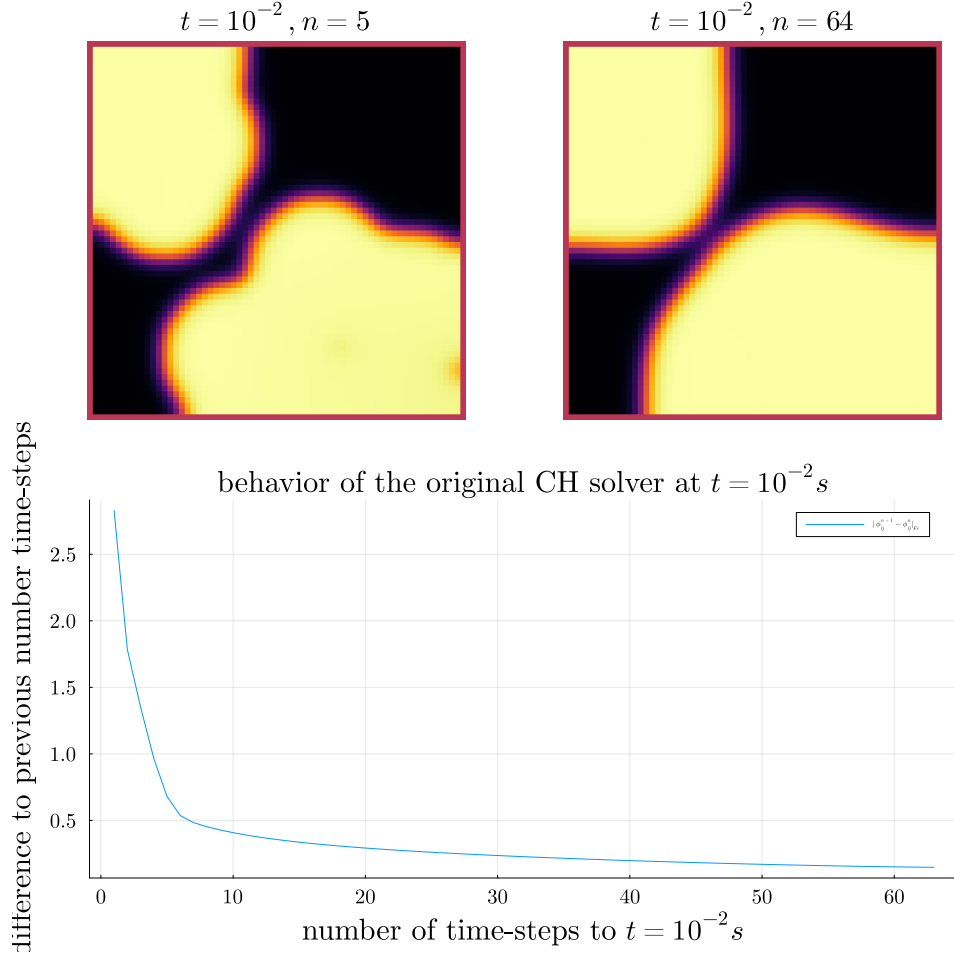 t = 10⁻², n = 5
t = 10⁻², n = 64
behavior of the original CH solver at t = 10⁻²s
difference to previous number time-steps
2.5
2.0
1.5
1.0
0.5
0 10 20 30 40 50 60
number of time-steps to t = 10⁻²s